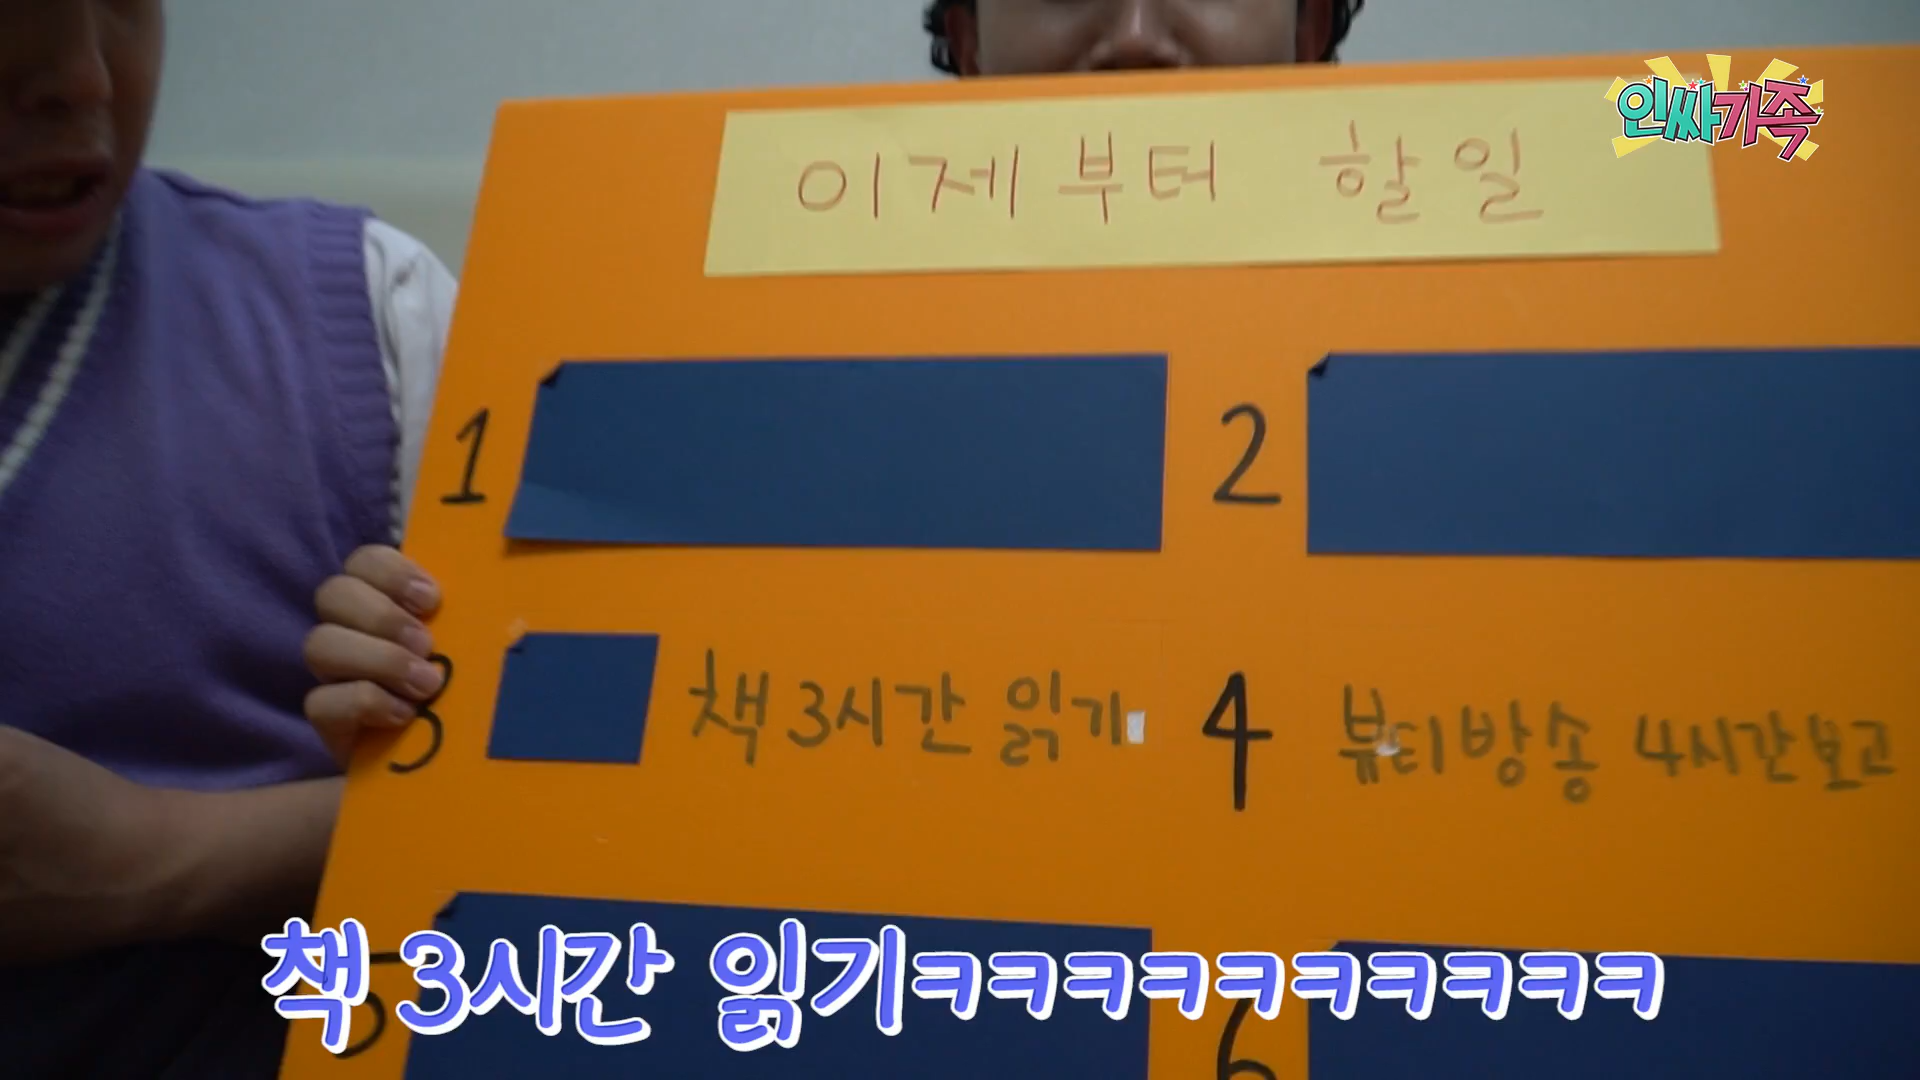 인싸가족
이제부터 할일
1
2
3 책 3시간 읽기
4 뷰티방송 4시간 보고
5
6
책 3시간 읽기ㅋㅋㅋㅋㅋㅋㅋㅋㅋㅋ